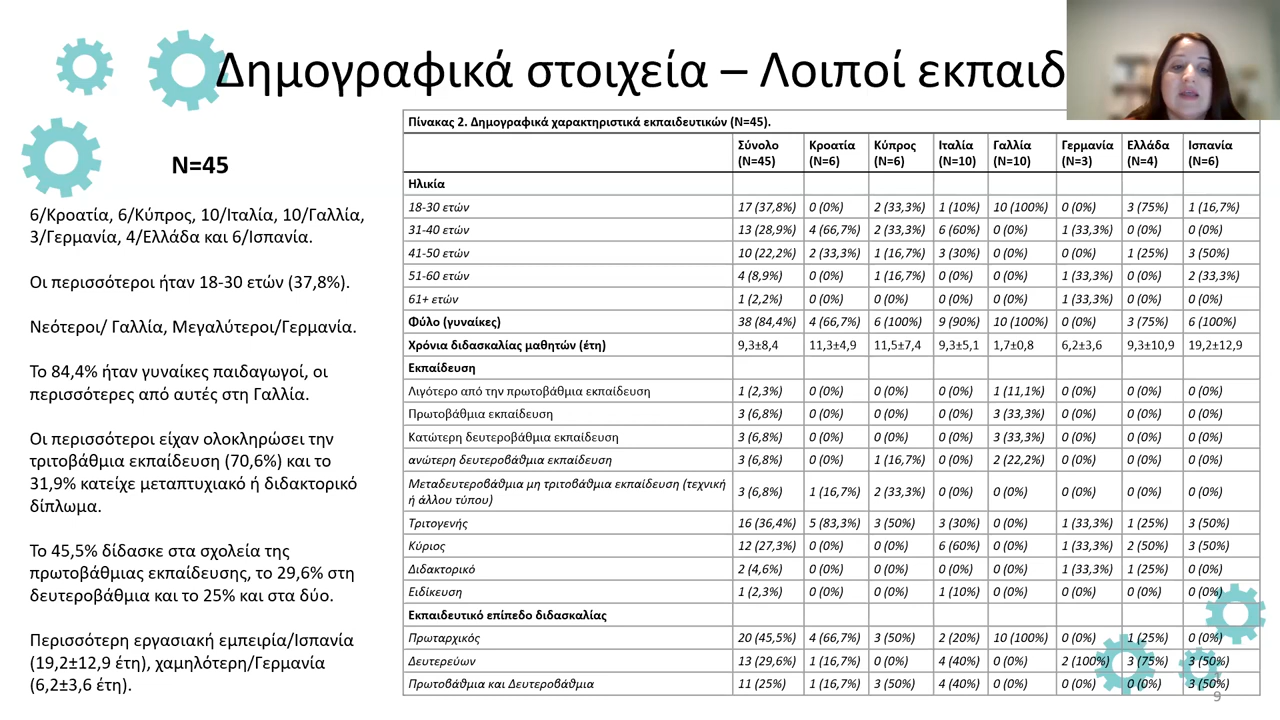 Δημογραφικά στοιχεία – Λοιποί εκπαιδ
N=45
6/Κροατία, 6/Κύπρος, 10/Ιταλία, 10/Γαλλία,
3/Γερμανία, 4/Ελλάδα και 6/Ισπανία.
Οι περισσότεροι ήταν 18-30 ετών (37,8%).
Νεότεροι/ Γαλλία, Μεγαλύτεροι/Γερμανία.
Το 84,4% ήταν γυναίκες παιδαγωγοί, οι
περισσότερες από αυτές στη Γαλλία.
Οι περισσότεροι είχαν ολοκληρώσει την
τριτοβάθμια εκπαίδευση (70,6%) και το
31,9% κατείχε μεταπτυχιακό ή διδακτορικό
δίπλωμα.
Το 45,5% δίδασκε στα σχολεία της
πρωτοβάθμιας εκπαίδευσης, το 29,6% στη
δευτεροβάθμια και το 25% και στα δύο.
Περισσότερη εργασιακή εμπειρία/Ισπανία
(19,2±12,9 έτη), χαμηλότερη/Γερμανία
(6,2±3,6 έτη).
Πίνακας 2. Δημογραφικά χαρακτηριστικά εκπαιδευτικών (N=45).
Σύνολο (N=45) Κροατία (N=6) Κύπρος (N=6) Ιταλία (N=10) Γαλλία (N=10) Γερμανία (N=3) Ελλάδα (N=4) Ισπανία (N=6)
Ηλικία
18-30 ετών 17 (37,8%) 0 (0%) 2 (33,3%) 1 (10%) 10 (100%) 0 (0%) 3 (75%) 1 (16,7%)
31-40 ετών 13 (28,9%) 4 (66,7%) 2 (33,3%) 6 (60%) 0 (0%) 1 (33,3%) 0 (0%) 0 (0%)
41-50 ετών 10 (22,2%) 2 (33,3%) 1 (16,7%) 3 (30%) 0 (0%) 0 (0%) 1 (25%) 3 (50%)
51-60 ετών 4 (8,9%) 0 (0%) 1 (16,7%) 0 (0%) 0 (0%) 1 (33,3%) 0 (0%) 2 (33,3%)
61+ ετών 1 (2,2%) 0 (0%) 0 (0%) 0 (0%) 0 (0%) 1 (33,3%) 0 (0%) 0 (0%)
Φύλο (γυναίκες) 38 (84,4%) 4 (66,7%) 6 (100%) 9 (90%) 10 (100%) 0 (0%) 3 (75%) 6 (100%)
Χρόνια διδασκαλίας μαθητών (έτη) 9,3±8,4 11,3±4,9 11,5±7,4 9,3±5,1 1,7±0,8 6,2±3,6 9,3±10,9 19,2±12,9
Εκπαίδευση
Λιγότερο από την πρωτοβάθμια εκπαίδευση 1 (2,3%) 0 (0%) 0 (0%) 0 (0%) 1 (11,1%) 0 (0%) 0 (0%) 0 (0%)
Πρωτοβάθμια εκπαίδευση 3 (6,8%) 0 (0%) 0 (0%) 0 (0%) 3 (33,3%) 0 (0%) 0 (0%) 0 (0%)
Κατώτερη δευτεροβάθμια εκπαίδευση 3 (6,8%) 0 (0%) 0 (0%) 0 (0%) 3 (33,3%) 0 (0%) 0 (0%) 0 (0%)
ανώτερη δευτεροβάθμια εκπαίδευση 3 (6,8%) 0 (0%) 1 (16,7%) 0 (0%) 2 (22,2%) 0 (0%) 0 (0%) 0 (0%)
Μεταδευτεροβάθμια μη τριτοβάθμια εκπαίδευση (τεχνική
ή άλλου τύπου) 3 (6,8%) 1 (16,7%) 2 (33,3%) 0 (0%) 0 (0%) 0 (0%) 0 (0%) 0 (0%)
Τριτογενής 16 (36,4%) 5 (83,3%) 3 (50%) 3 (30%) 0 (0%) 1 (33,3%) 1 (25%) 3 (50%)
Κύριος 12 (27,3%) 0 (0%) 0 (0%) 6 (60%) 0 (0%) 1 (33,3%) 2 (50%) 3 (50%)
Διδακτορικό 2 (4,6%) 0 (0%) 0 (0%) 0 (0%) 0 (0%) 1 (33,3%) 1 (25%) 0 (0%)
Ειδίκευση 1 (2,3%) 0 (0%) 0 (0%) 1 (10%) 0 (0%) 0 (0%) 0 (0%) 0 (0%)
Εκπαιδευτικό επίπεδο διδασκαλίας
Πρωταρχικός 20 (45,5%) 4 (66,7%) 3 (50%) 2 (20%) 10 (100%) 0 (0%) 1 (25%) 0 (0%)
Δευτερεύων 13 (29,6%) 1 (16,7%) 0 (0%) 4 (40%) 0 (0%) 2 (100%) 3 (75%) 3 (50%)
Πρωτοβάθμια και Δευτεροβάθμια 11 (25%) 1 (16,7%) 3 (50%) 4 (40%) 0 (0%) 0 (0%) 0 (0%) 3 (50%)
9